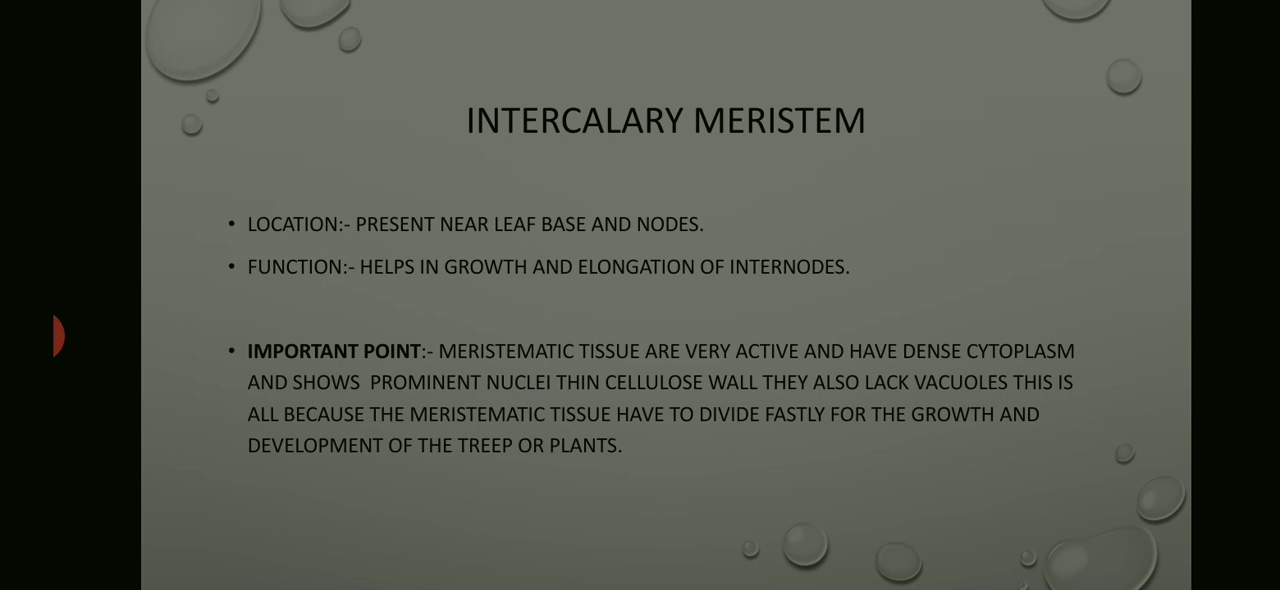 INTERCALARY MERISTEM
• LOCATION:- PRESENT NEAR LEAF BASE AND NODES.
• FUNCTION:- HELPS IN GROWTH AND ELONGATION OF INTERNODES.
• IMPORTANT POINT:- MERISTEMATIC TISSUE ARE VERY ACTIVE AND HAVE DENSE CYTOPLASM
AND SHOWS  PROMINENT NUCLEI THIN CELLULOSE WALL THEY ALSO LACK VACUOLES THIS IS
ALL BECAUSE THE MERISTEMATIC TISSUE HAVE TO DIVIDE FASTLY FOR THE GROWTH AND
DEVELOPMENT OF THE TREEP OR PLANTS.